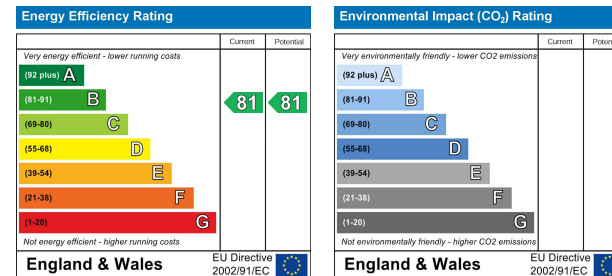 Energy Efficiency Rating
Current Potential
Very energy efficient - lower running costs
(92 plus) A
(81-91) B 81 81
(69-80) C
(55-68) D
(39-54) E
(21-38) F
(1-20) G
Not energy efficient - higher running costs
England & Wales
EU Directive
2002/91/EC
Environmental Impact (CO₂) Rating
Current Poten
Very environmentally friendly - lower CO2 emissions
(92 plus) A
(81-91) B
(69-80) C
(55-68) D
(39-54) E
(21-38) F
(1-20) G
Not environmentally friendly - higher CO2 emissions
England & Wales
EU Directive
2002/91/EC